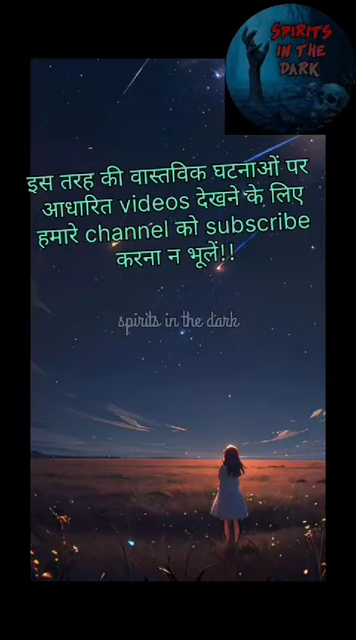 SPIRITS
IN THE
DARK
इस तरह की वास्तविक घटनाओं पर
आधारित videos देखने के लिए
हमारे channel को subscribe
करना न भूलें!!
spirits in the dark